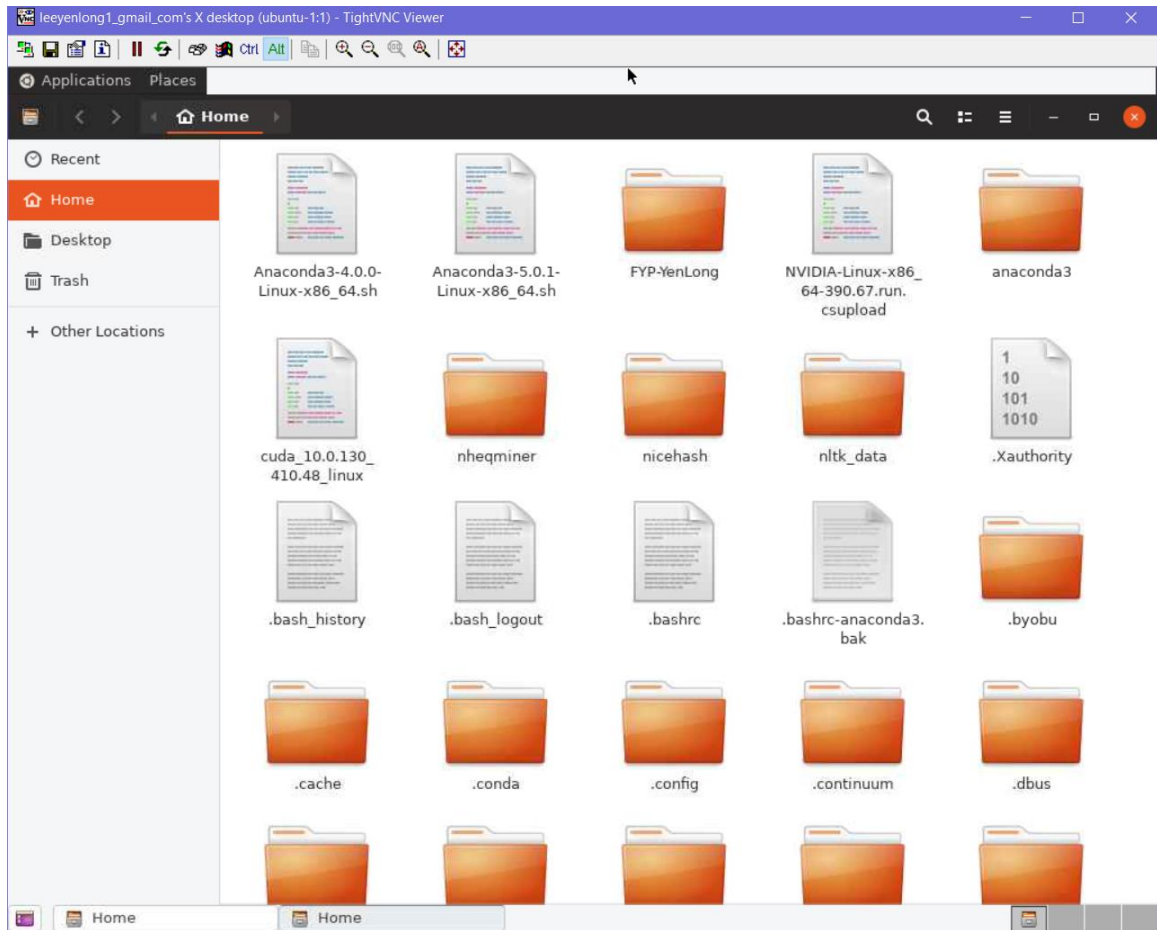 leeyenlong1_gmail_com's X desktop (ubuntu-1:1) - TightVNC Viewer
Ctrl Alt
Applications Places
Home
Recent
Home
Desktop
Trash
+ Other Locations
Anaconda3-4.0.0-
Linux-x86_64.sh
Anaconda3-5.0.1-
Linux-x86_64.sh
FYP-YenLong
NVIDIA-Linux-x86_
64-390.67.run.
csupload
anaconda3
cuda_10.0.130_
410.48_linux
nheqminer
nicehash
nltk_data
1
10
101
1010
.Xauthority
.bash_history
.bash_logout
.bashrc
.bashrc-anaconda3.
bak
.byobu
.cache
.conda
.config
.continuum
.dbus
Home
Home